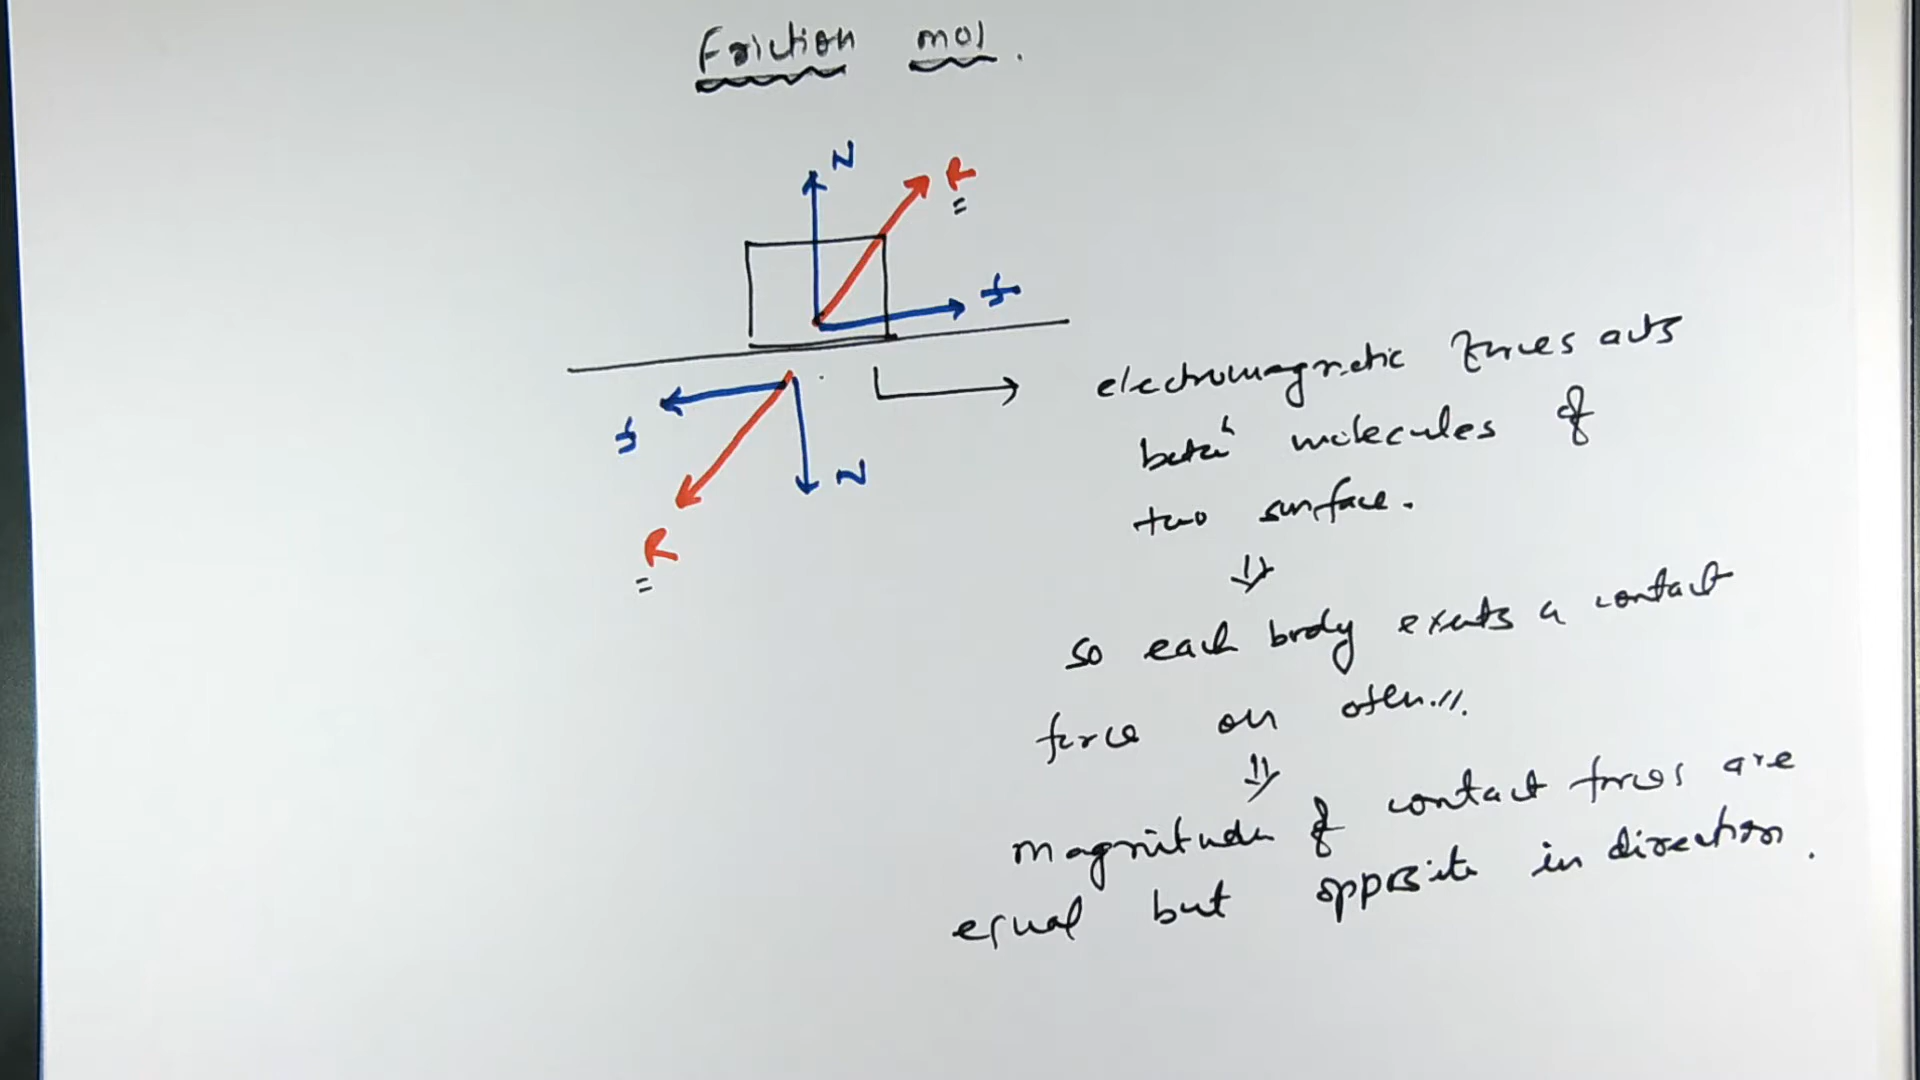 Friction mol.
N
R
=
f
f
N
R
=
electromagnetic forces acts
betn molecules of
two surface.
⇓
so each body exerts a contact
force on other.//.
⇓
magnitude of contact forces are
equal but opposite in direction.